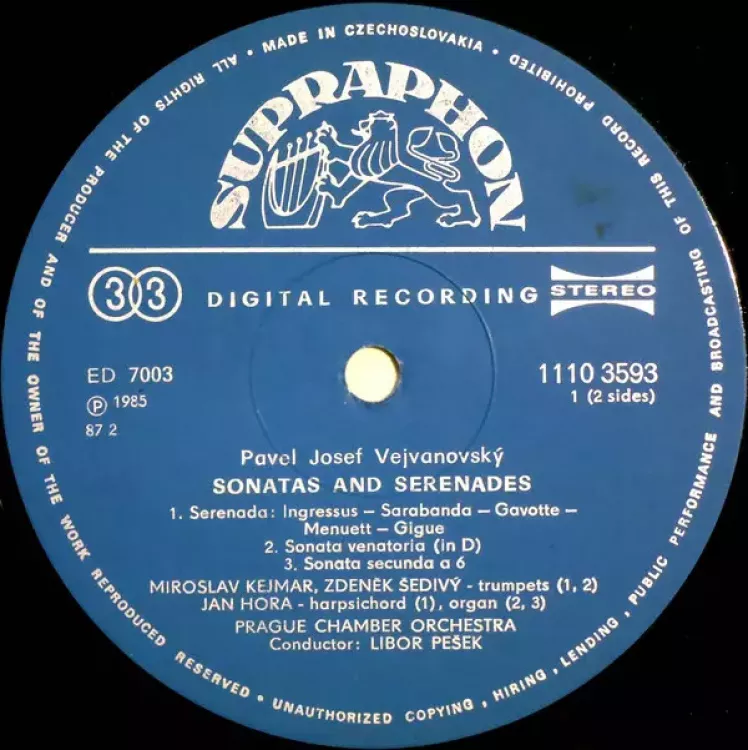 ALL RIGHTS OF THE PRODUCER AND OF THE OWNER OF THE WORK REPRODUCED RESERVED • UNAUTHORIZED COPYING, HIRING, LENDING, PUBLIC PERFORMANCE AND BROADCASTING OF THIS RECORD PROHIBITED • MADE IN CZECHOSLOVAKIA •
SUPRAPHON
33 DIGITAL RECORDING STEREO
ED 7003 1110 3593
℗ 1985 1 (2 sides)
87 2
Pavel Josef Vejvanovský
SONATAS AND SERENADES
1. Serenada: Ingressus – Sarabanda – Gavotte –
Menuett – Gigue
2. Sonata venatoria (in D)
3. Sonata secunda a 6
MIROSLAV KEJMAR, ZDENĚK ŠEDIVÝ - trumpets (1, 2)
JAN HORA - harpsichord (1), organ (2, 3)
PRAGUE CHAMBER ORCHESTRA
Conductor: LIBOR PEŠEK